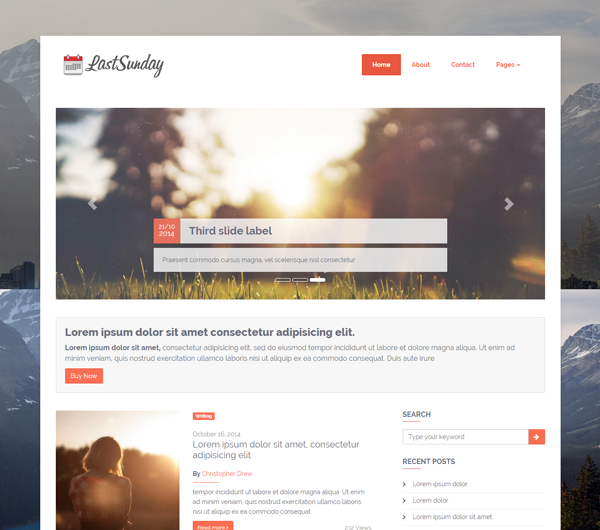 LastSunday
Home About Contact Pages
21/10
2014
Third slide label
Praesent commodo cursus magna, vel scelerisque nisl consectetur
Lorem ipsum dolor sit amet consectetur adipisicing elit.
Lorem ipsum dolor sit amet, consectetur adipisicing elit, sed do eiusmod tempor incididunt ut labore et dolore magna aliqua. Ut enim ad
minim veniam, quis nostrud exercitation ullamco laboris nisi ut aliquip ex ea commodo consequat. Duis aute irure
Buy Now
Writing
October 16, 2014
Lorem ipsum dolor sit amet, consectetur
adipisicing elit
By Christopher Drew
tempor incididunt ut labore et dolore magna
aliqua. Ut enim ad minim veniam, quis nostrud
exercitation ullamco laboris nisi ut aliquip ex
Read more
212 Views
SEARCH
Type your keyword
RECENT POSTS
Lorem ipsum dolor
Lorem dolor
Lorem ipsum dolor sit amet